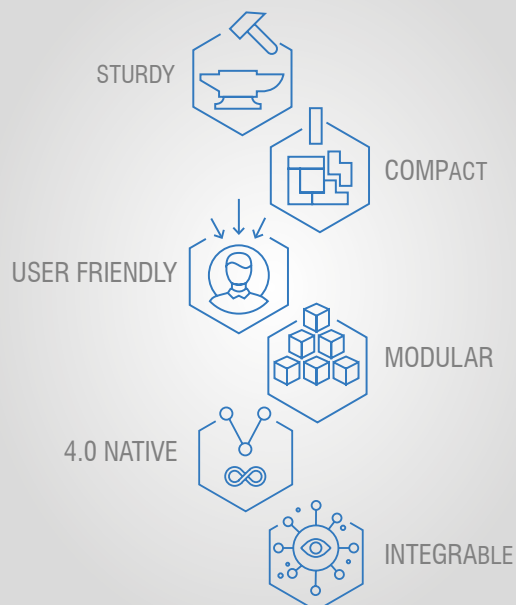 STURDY
COMPACT
USER FRIENDLY
MODULAR
4.0 NATIVE
INTEGRABLE